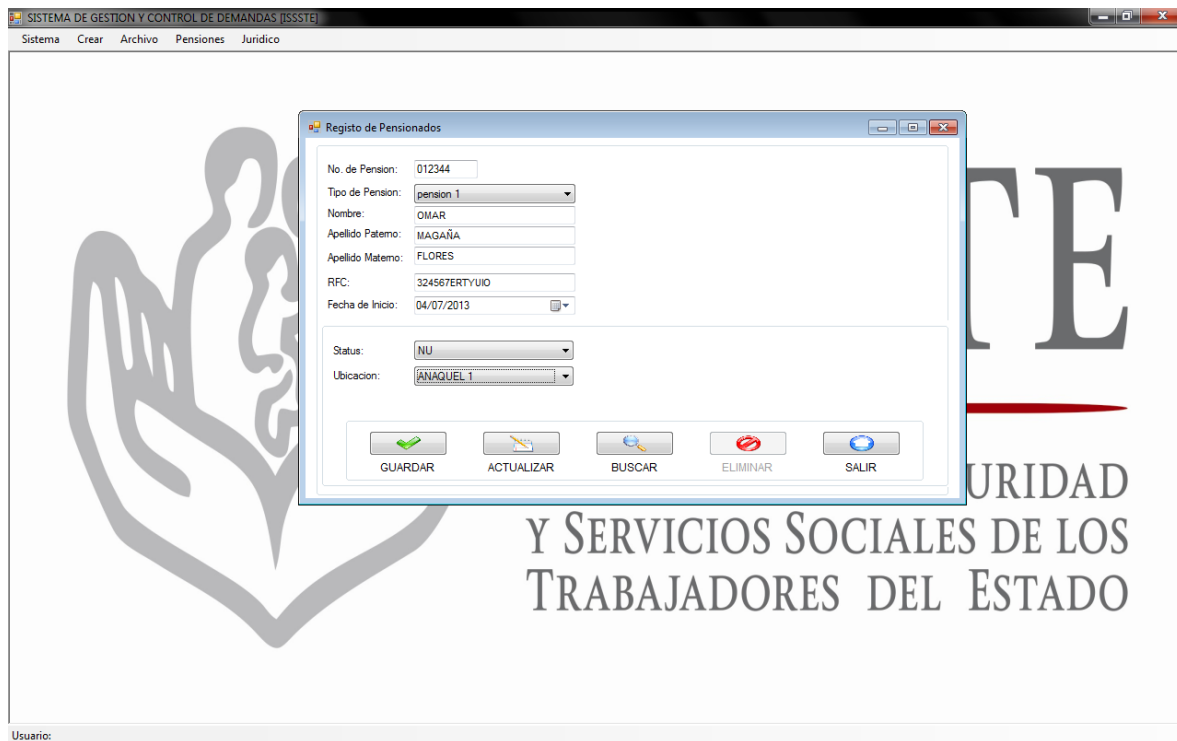 SISTEMA DE GESTION Y CONTROL DE DEMANDAS [ISSSTE]
Sistema Crear Archivo Pensiones Juridico
Registo de Pensionados
No. de Pension: 012344
Tipo de Pension: pension 1
Nombre: OMAR
Apellido Paterno: MAGAÑA
Apellido Materno: FLORES
RFC: 324567ERTYUIO
Fecha de Inicio: 04/07/2013
TE
Status: NU
Ubicacion: ANAQUEL 1
GUARDAR ACTUALIZAR BUSCAR ELIMINAR SALIR
URIDAD
Y SERVICIOS SOCIALES DE LOS
TRABAJADORES DEL ESTADO
Usuario: